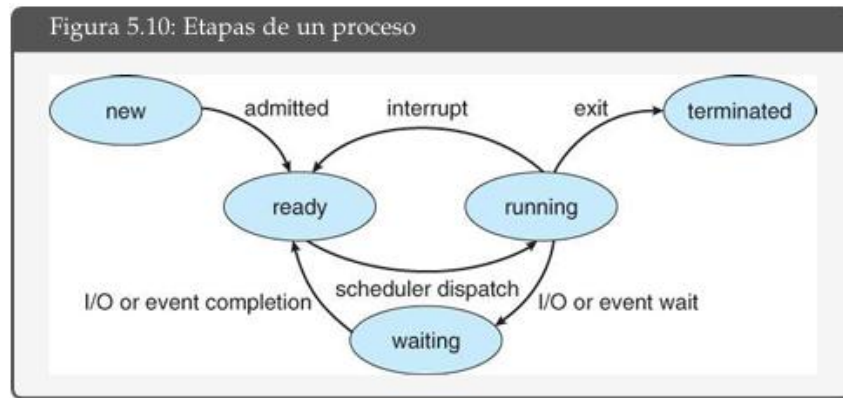 Figura 5.10: Etapas de un proceso
new
admitted
interrupt
exit
terminated
ready
running
I/O or event completion
scheduler dispatch
I/O or event wait
waiting